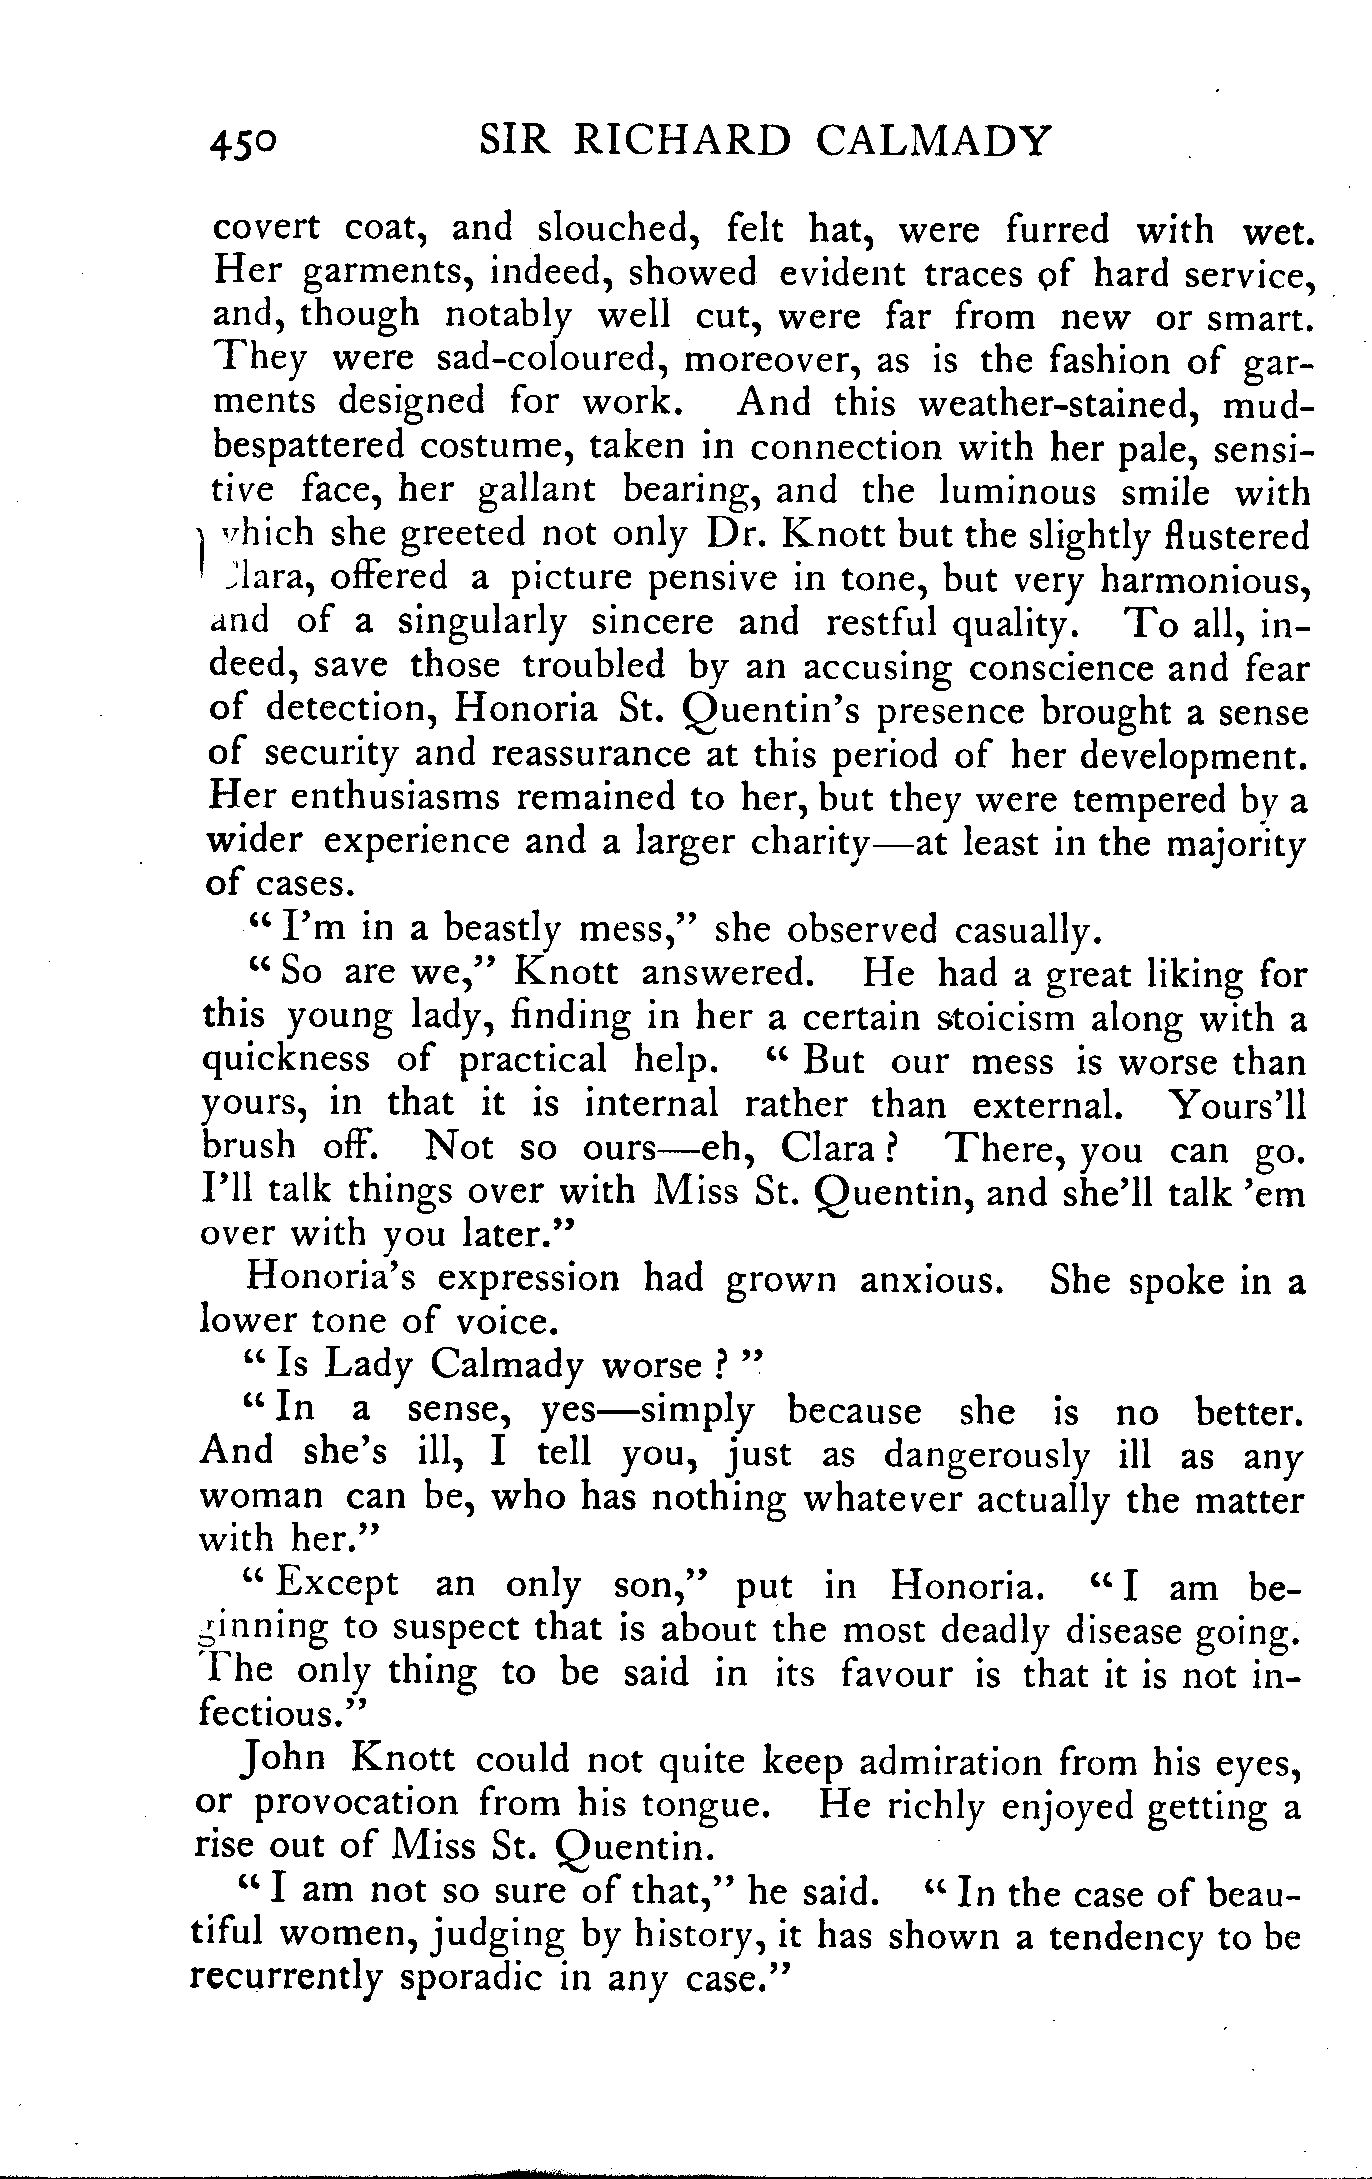 450 SIR RICHARD CALMADY
covert coat, and slouched, felt hat, were furred with wet.
Her garments, indeed, showed evident traces of hard service,
and, though notably well cut, were far from new or smart.
They were sad-coloured, moreover, as is the fashion of gar-
ments designed for work. And this weather-stained, mud-
bespattered costume, taken in connection with her pale, sensi-
tive face, her gallant bearing, and the luminous smile with
which she greeted not only Dr. Knott but the slightly flustered
Clara, offered a picture pensive in tone, but very harmonious,
and of a singularly sincere and restful quality. To all, in-
deed, save those troubled by an accusing conscience and fear
of detection, Honoria St. Quentin's presence brought a sense
of security and reassurance at this period of her development.
Her enthusiasms remained to her, but they were tempered by a
wider experience and a larger charity—at least in the majority
of cases.
"I'm in a beastly mess," she observed casually.
"So are we," Knott answered. He had a great liking for
this young lady, finding in her a certain stoicism along with a
quickness of practical help. "But our mess is worse than
yours, in that it is internal rather than external. Yours'll
brush off. Not so ours—eh, Clara? There, you can go.
I'll talk things over with Miss St. Quentin, and she'll talk 'em
over with you later."
Honoria's expression had grown anxious. She spoke in a
lower tone of voice.
"Is Lady Calmady worse?"
"In a sense, yes—simply because she is no better.
And she's ill, I tell you, just as dangerously ill as any
woman can be, who has nothing whatever actually the matter
with her."
"Except an only son," put in Honoria. "I am be-
ginning to suspect that is about the most deadly disease going.
The only thing to be said in its favour is that it is not in-
fectious."
John Knott could not quite keep admiration from his eyes,
or provocation from his tongue. He richly enjoyed getting a
rise out of Miss St. Quentin.
"I am not so sure of that," he said. "In the case of beau-
tiful women, judging by history, it has shown a tendency to be
recurrently sporadic in any case."